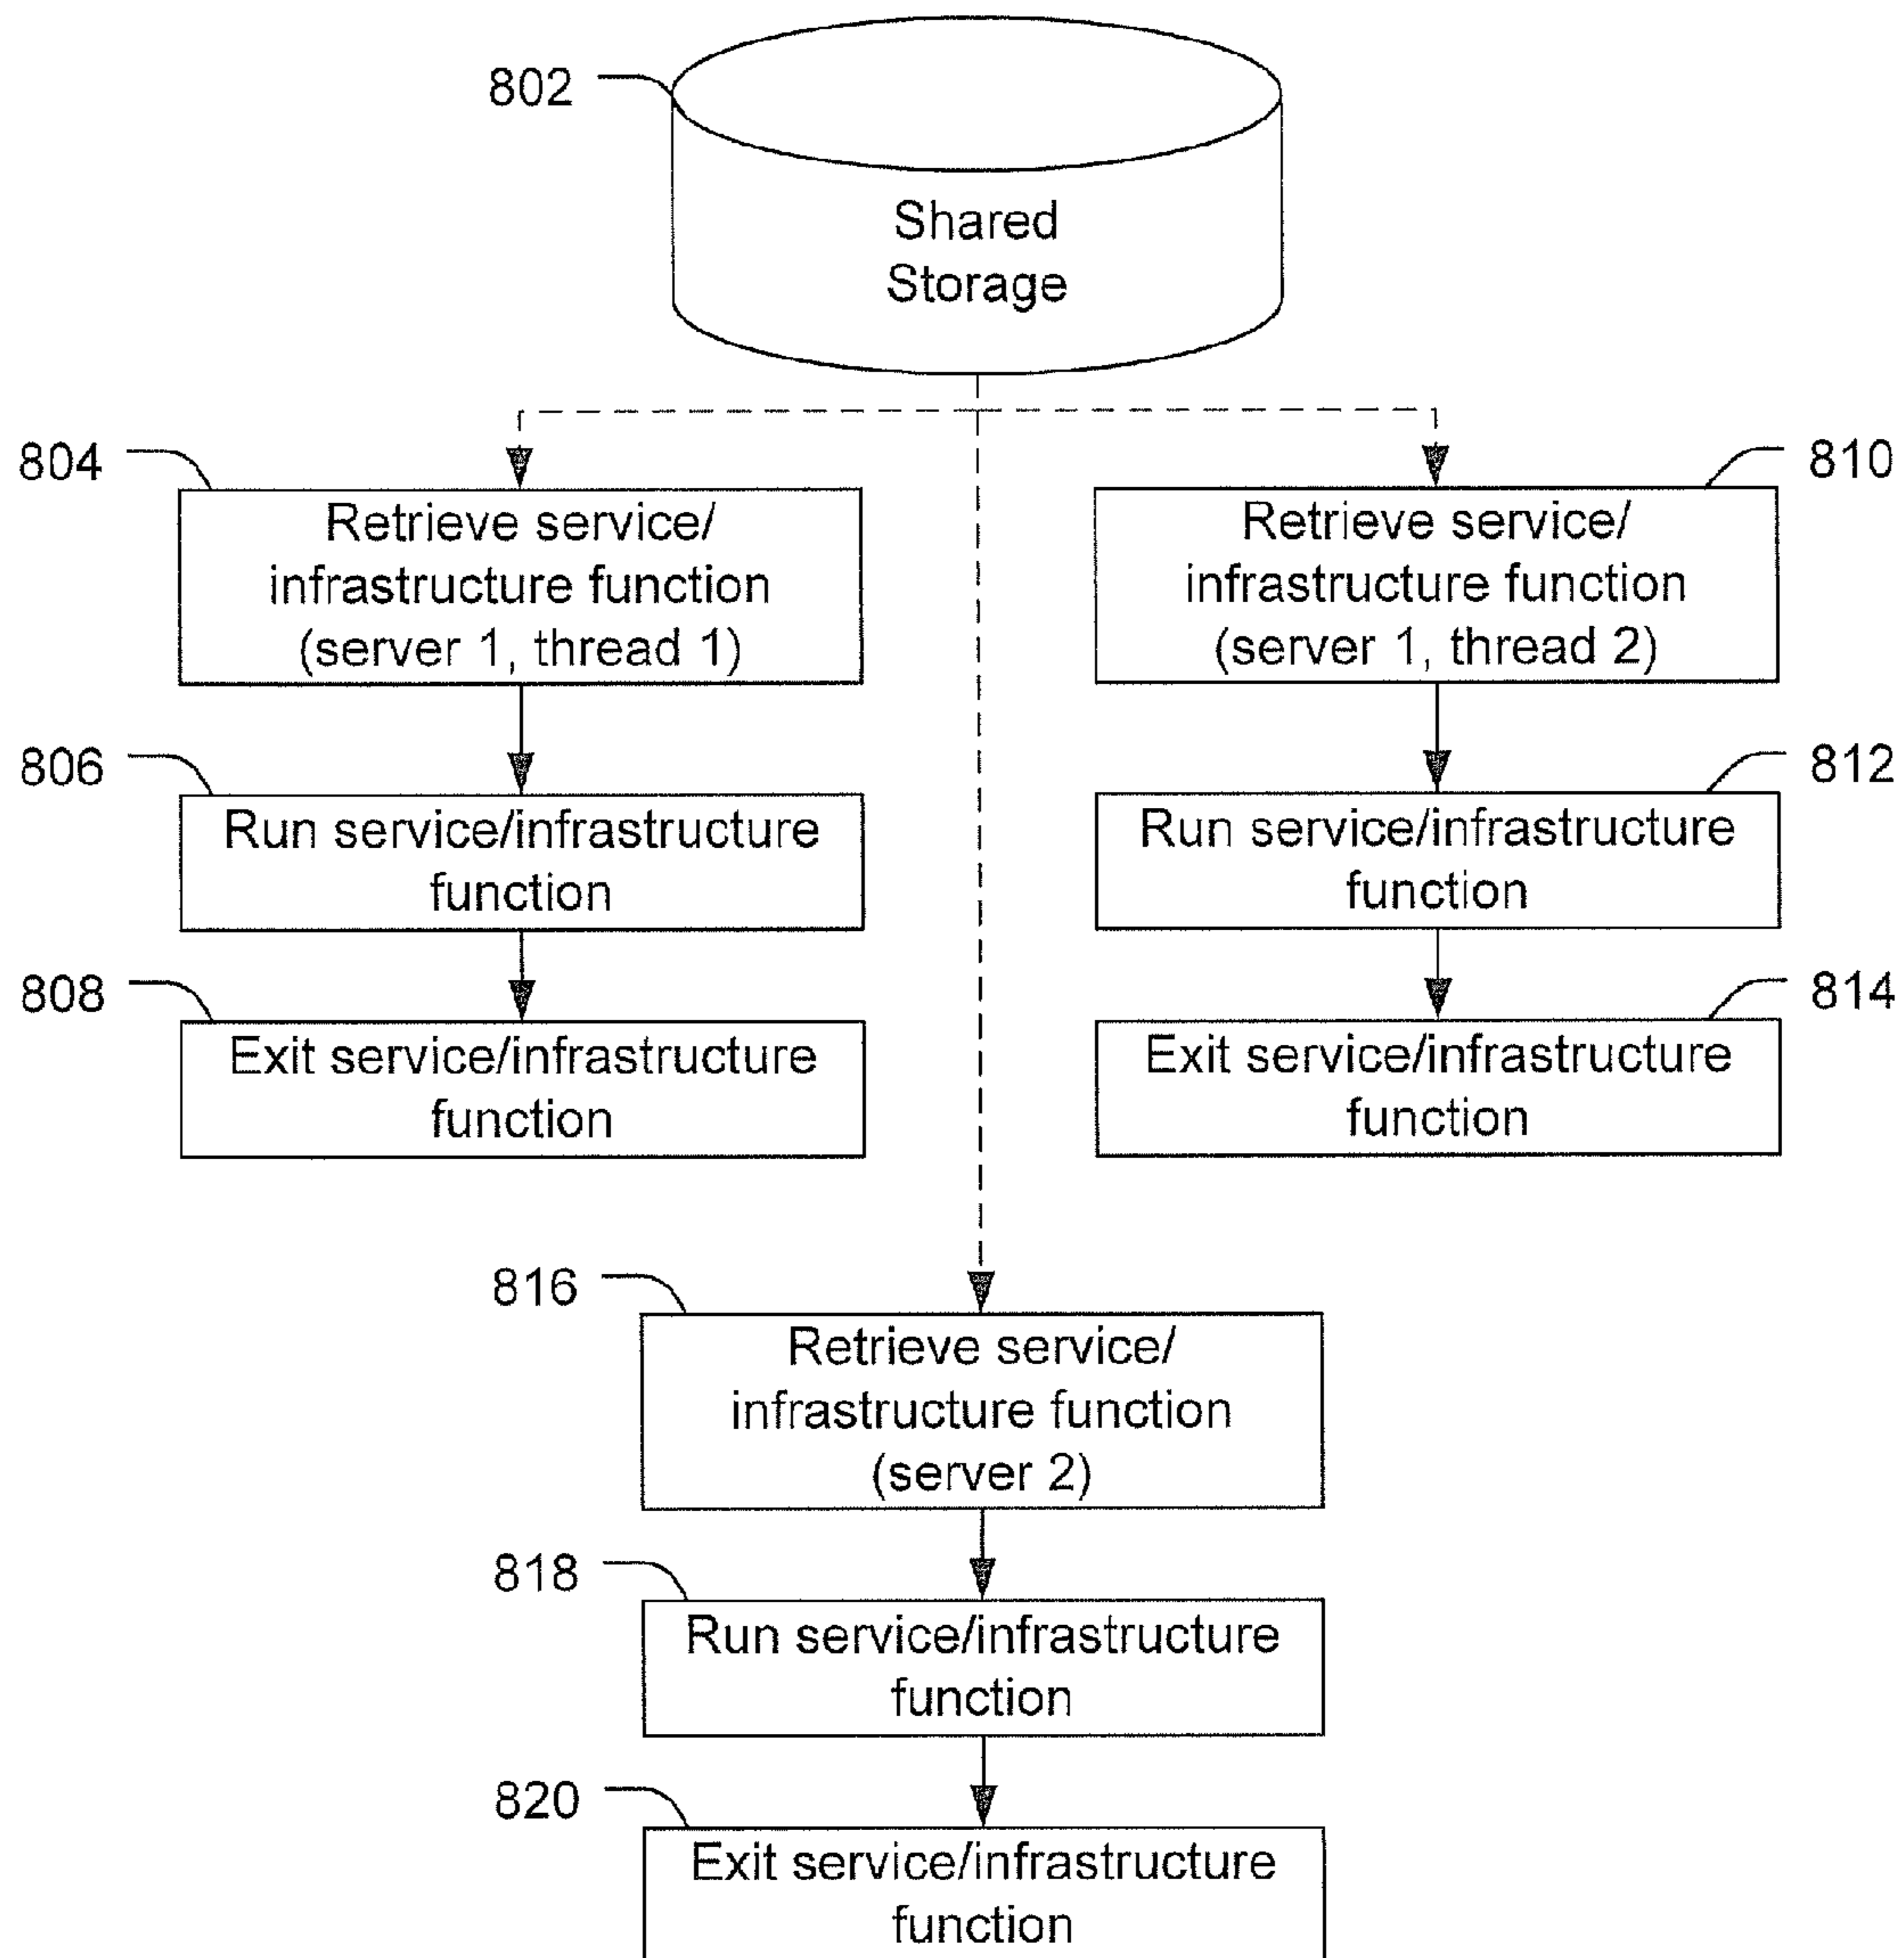 802
Shared
Storage
804
Retrieve service/
infrastructure function
(server 1, thread 1)
810
Retrieve service/
infrastructure function
(server 1, thread 2)
806
Run service/infrastructure
function
812
Run service/infrastructure
function
808
Exit service/infrastructure
function
814
Exit service/infrastructure
function
816
Retrieve service/
infrastructure function
(server 2)
818
Run service/infrastructure
function
820
Exit service/infrastructure
function